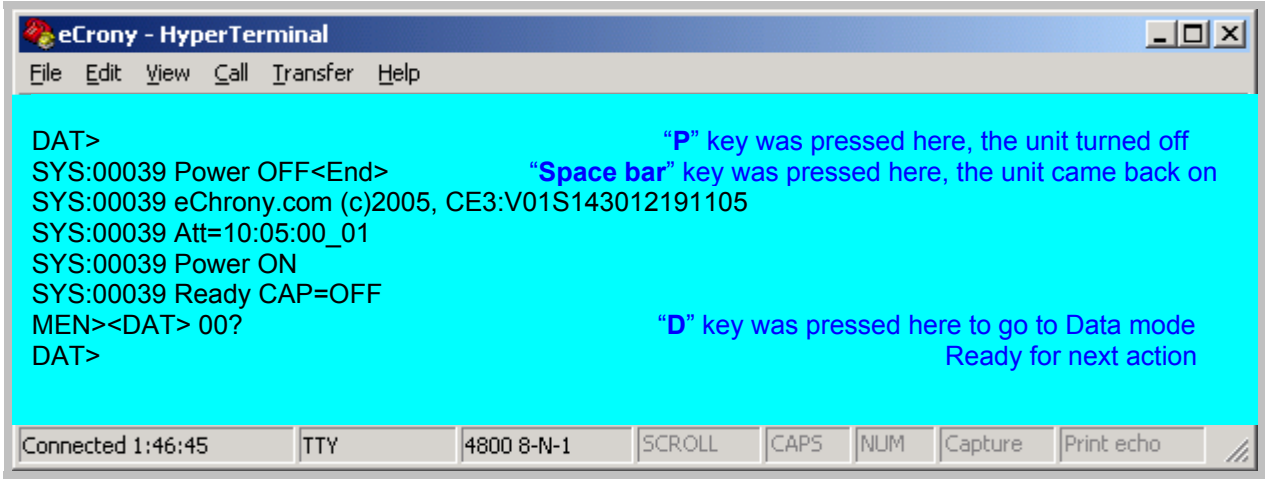 eCrony - HyperTerminal
File Edit View Call Transfer Help
DAT> “P” key was pressed here, the unit turned off
SYS:00039 Power OFF<End> “Space bar” key was pressed here, the unit came back on
SYS:00039 eChrony.com (c)2005, CE3:V01S143012191105
SYS:00039 Att=10:05:00_01
SYS:00039 Power ON
SYS:00039 Ready CAP=OFF
MEN><DAT> 00? “D” key was pressed here to go to Data mode
DAT> Ready for next action
Connected 1:46:45 TTY 4800 8-N-1 SCROLL CAPS NUM Capture Print echo